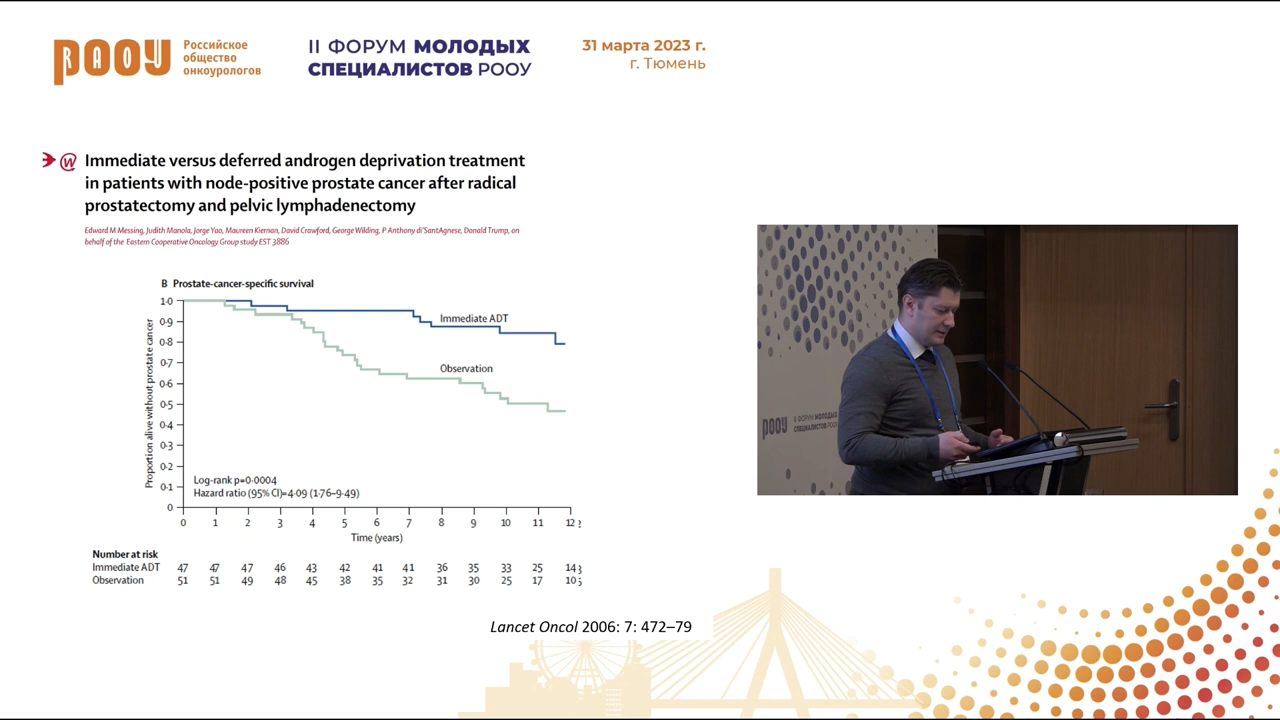 РООУ
RAOU
Российское
общество
онкоурологов
II ФОРУМ МОЛОДЫХ
СПЕЦИАЛИСТОВ РООУ
31 марта 2023 г.
г. Тюмень
Immediate versus deferred androgen deprivation treatment
in patients with node-positive prostate cancer after radical
prostatectomy and pelvic lymphadenectomy
Edward M Messing, Judith Manola, Jorge Yao, Maureen Kiernan, David Crawford, George Wilding, P Anthony di'SantAgnese, Donald Trump, on
behalf of the Eastern Cooperative Oncology Group study EST 3886
B Prostate-cancer-specific survival
Proportion alive without prostate cancer
1·0
0·9
0·8
0·7
0·6
0·5
0·4
0·3
0·2
0·1
0
Immediate ADT
Observation
Log-rank p=0·0004
Hazard ratio (95% CI)=4·09 (1·76–9·49)
0 1 2 3 4 5 6 7 8 9 10 11 12
Time (years)
Number at risk
Immediate ADT 47 47 47 46 43 42 41 41 36 35 33 25 14
Observation 51 51 49 48 45 38 35 32 31 30 25 17 10
Lancet Oncol 2006: 7: 472–79
РООУ
II ФОРУМ МОЛОДЫХ
СПЕЦИАЛИСТОВ РООУ